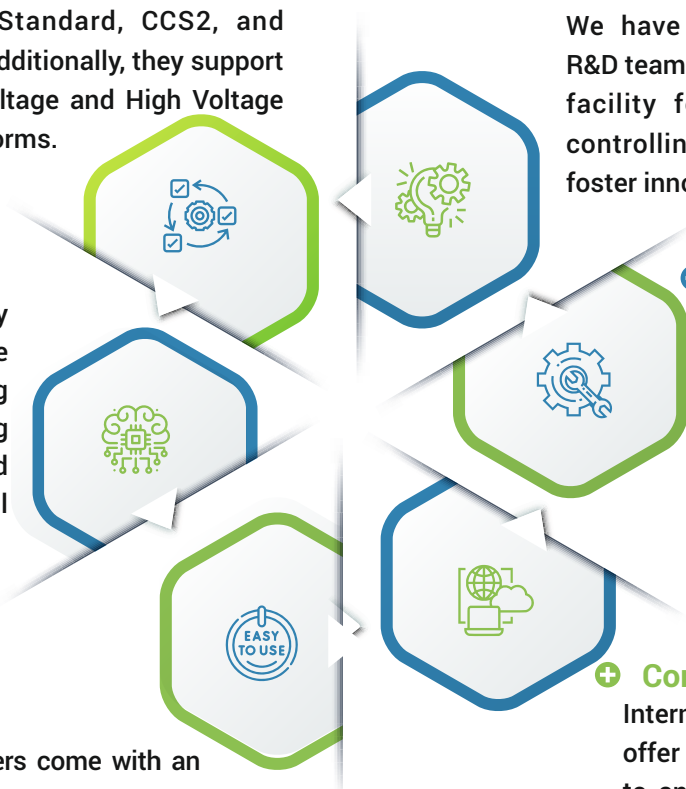 Standard, CCS2, and
dditionally, they support
ltage and High Voltage
orms.
We have
R&D team
facility f
controllin
foster inno
y
e
g
g
d
l
EASY
TO USE
Con
Intern
offer
ers come with an